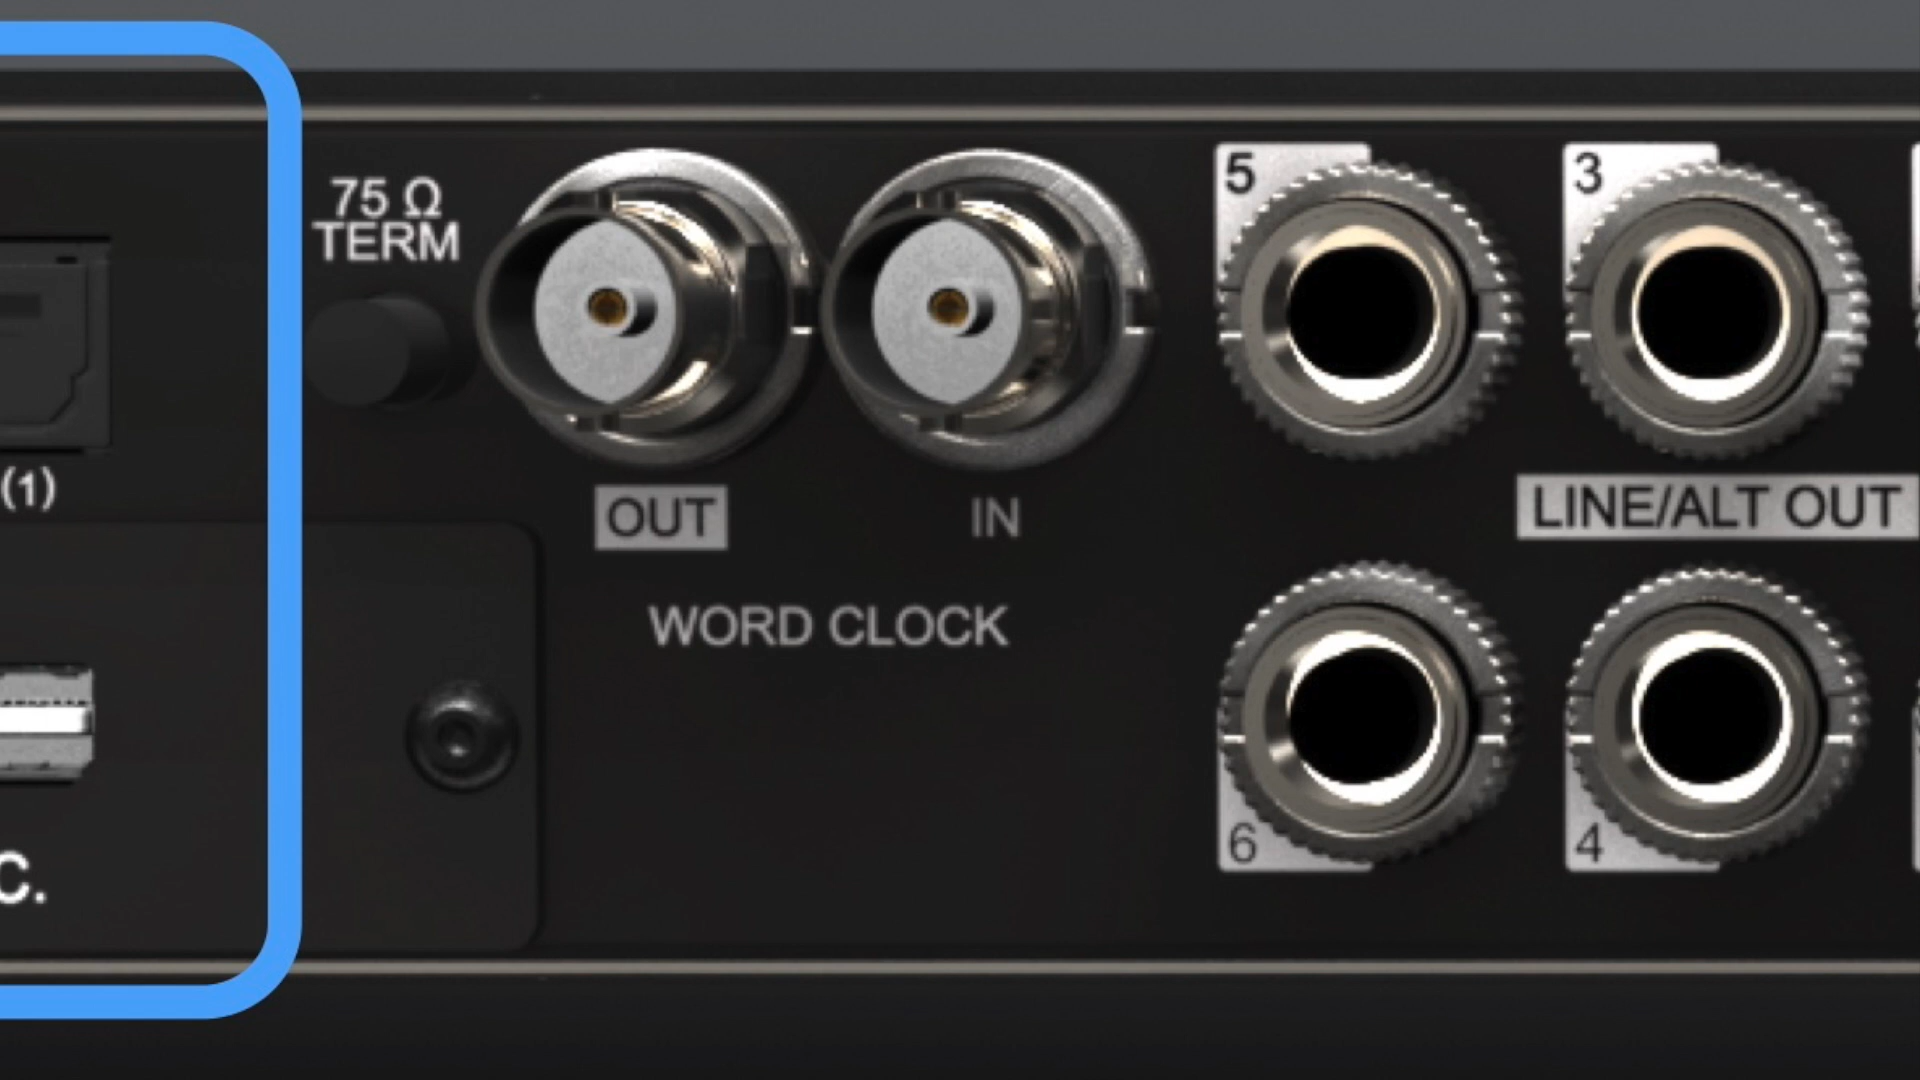 75 Ω
TERM
5
3
(1)
OUT
IN
LINE/ALT OUT
WORD CLOCK
6
4
C.